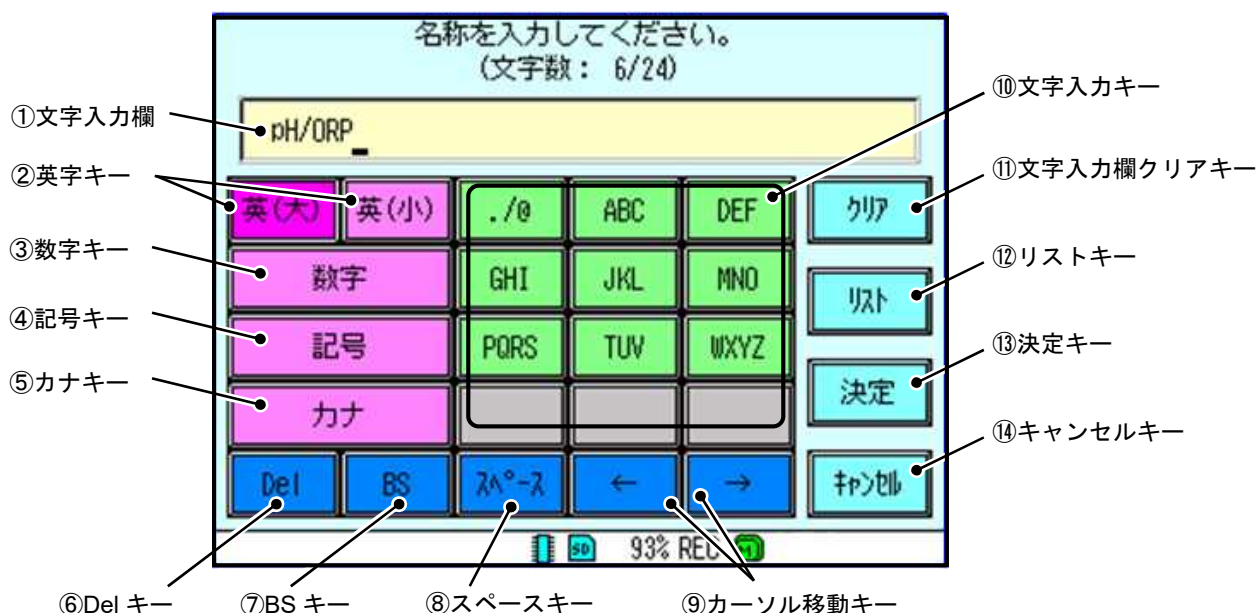 名称を入力してください。
(文字数： 6/24)
⑩文字入力キー
①文字入力欄
pH/ORP_
②英字キー
⑪文字入力欄クリアキー
英(大) 英(小) ./@ ABC DEF クリア
③数字キー
⑫リストキー
数字 GHI JKL MNO リスト
④記号キー
⑬決定キー
記号 PQRS TUV WXYZ
⑤カナキー
決定
カナ
⑭キャンセルキー
Del BS スペース ← → キャンセル
SD 93% REC
⑥Del キー ⑦BS キー ⑧スペースキー ⑨カーソル移動キー